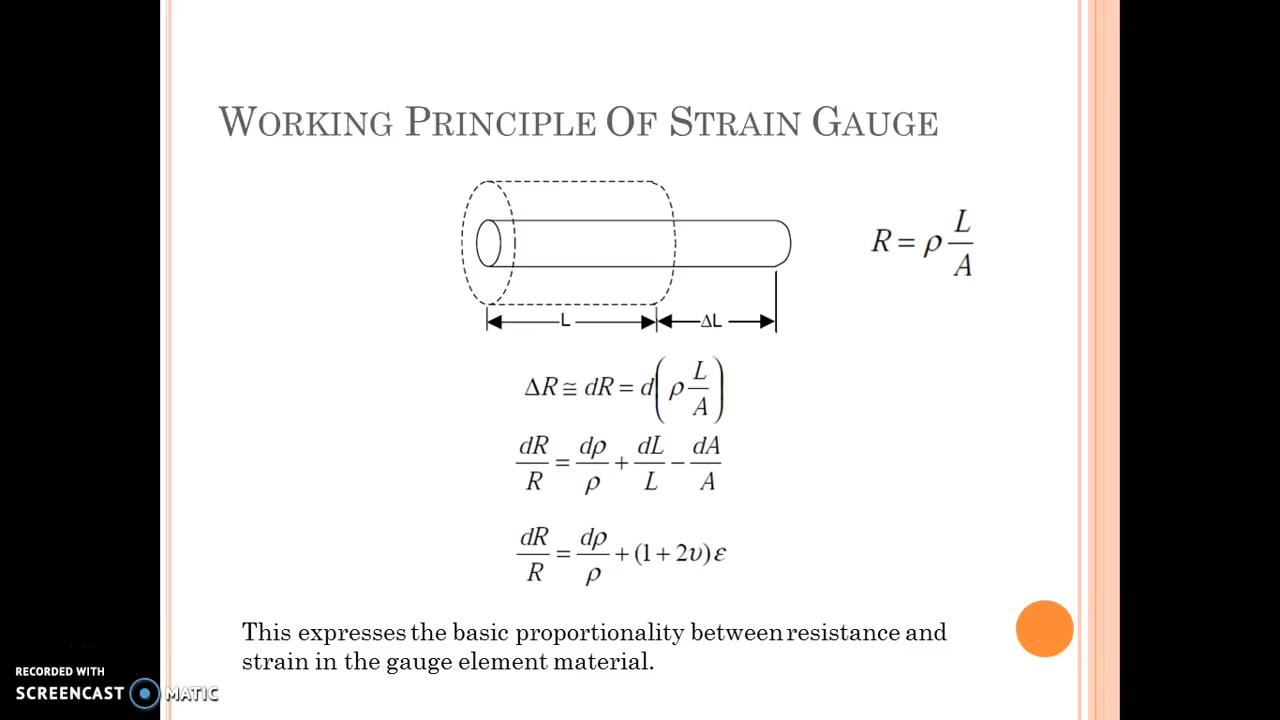 WORKING PRINCIPLE OF STRAIN GAUGE
R = ρ L/A
L
ΔL
ΔR ≅ dR = d(ρ L/A)
dR/R = dρ/ρ + dL/L − dA/A
dR/R = dρ/ρ + (1 + 2υ)ε
This expresses the basic proportionality between resistance and
strain in the gauge element material.
RECORDED WITH
SCREENCAST MATIC